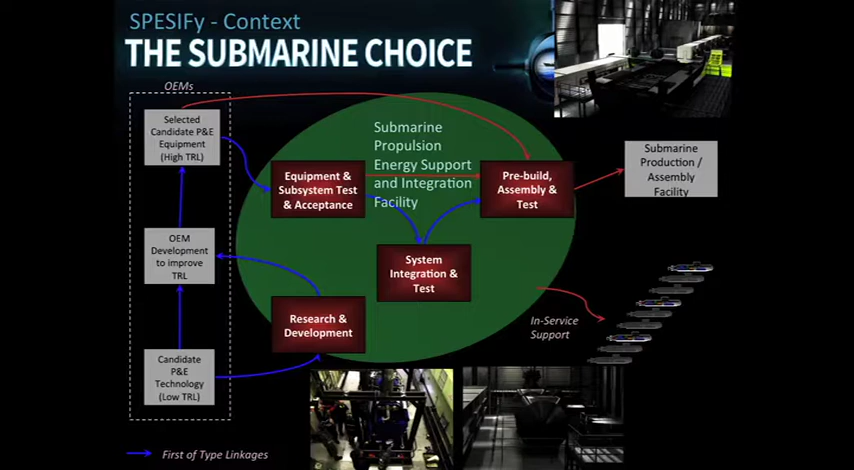 SPESIFy - Context
THE SUBMARINE CHOICE
OEMs
Selected
Candidate P&E
Equipment
(High TRL)
OEM
Development
to improve
TRL
Candidate
P&E
Technology
(Low TRL)
Submarine
Propulsion
Energy Support
and Integration
Facility
Equipment &
Subsystem Test
& Acceptance
Pre-build,
Assembly &
Test
System
Integration &
Test
Research &
Development
Submarine
Production /
Assembly
Facility
In-Service
Support
First of Type Linkages